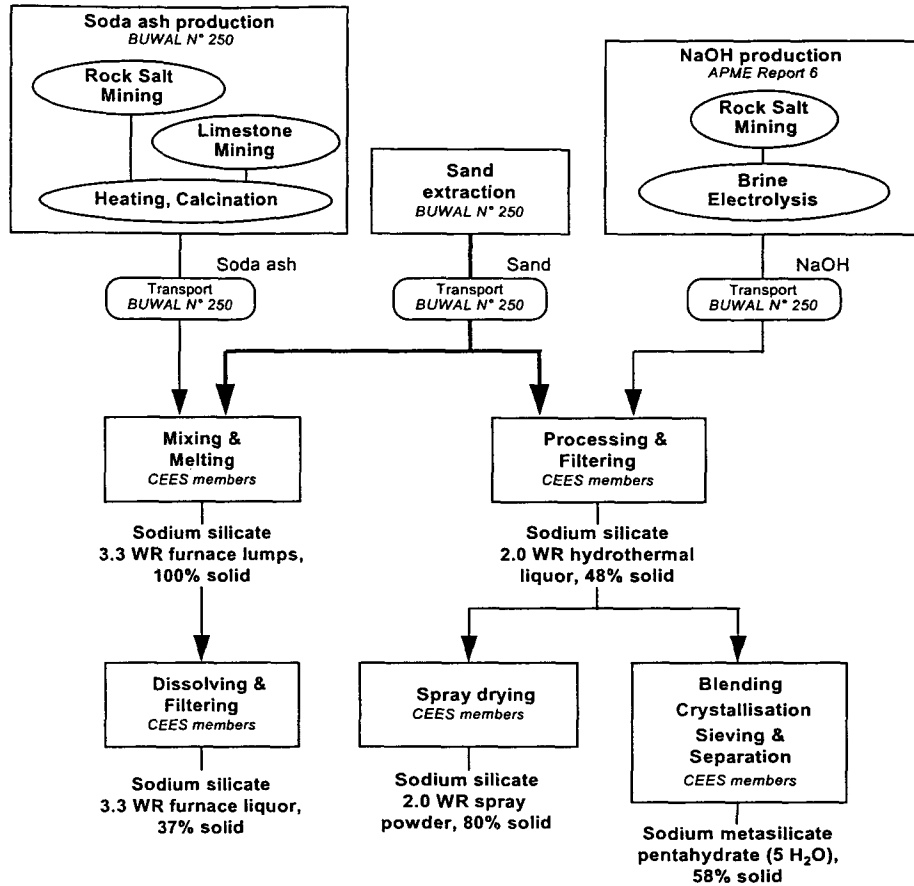 Soda ash production
BUWAL N° 250
Rock Salt
Mining
Limestone
Mining
Heating, Calcination
Sand
extraction
BUWAL N° 250
NaOH production
APME Report 6
Rock Salt
Mining
Brine
Electrolysis
Soda ash
Sand
NaOH
Transport
BUWAL N° 250
Transport
BUWAL N° 250
Transport
BUWAL N° 250
Mixing &
Melting
CEES members
Processing &
Filtering
CEES members
Sodium silicate
3.3 WR furnace lumps,
100% solid
Sodium silicate
2.0 WR hydrothermal
liquor, 48% solid
Dissolving &
Filtering
CEES members
Spray drying
CEES members
Blending
Crystallisation
Sieving &
Separation
CEES members
Sodium silicate
3.3 WR furnace liquor,
37% solid
Sodium silicate
2.0 WR spray
powder, 80% solid
Sodium metasilicate
pentahydrate (5 H₂O),
58% solid